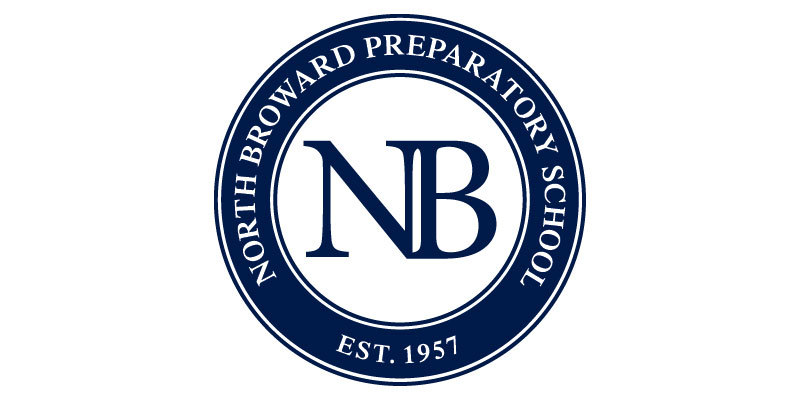 NORTH BROWARD PREPARATORY SCHOOL
NB
EST. 1957